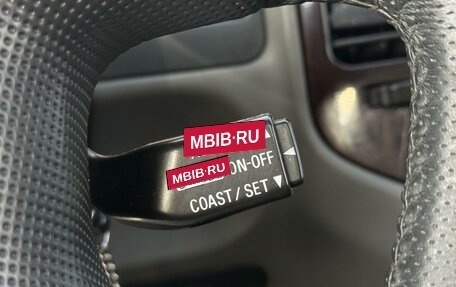 MBIB.RU
MBIB.RU ON-OFF
COAST / SET